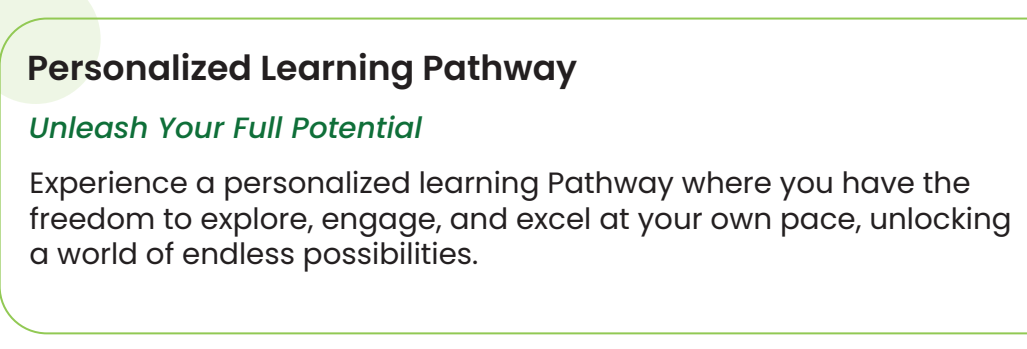 Personalized Learning Pathway
Unleash Your Full Potential
Experience a personalized learning Pathway where you have the
freedom to explore, engage, and excel at your own pace, unlocking
a world of endless possibilities.